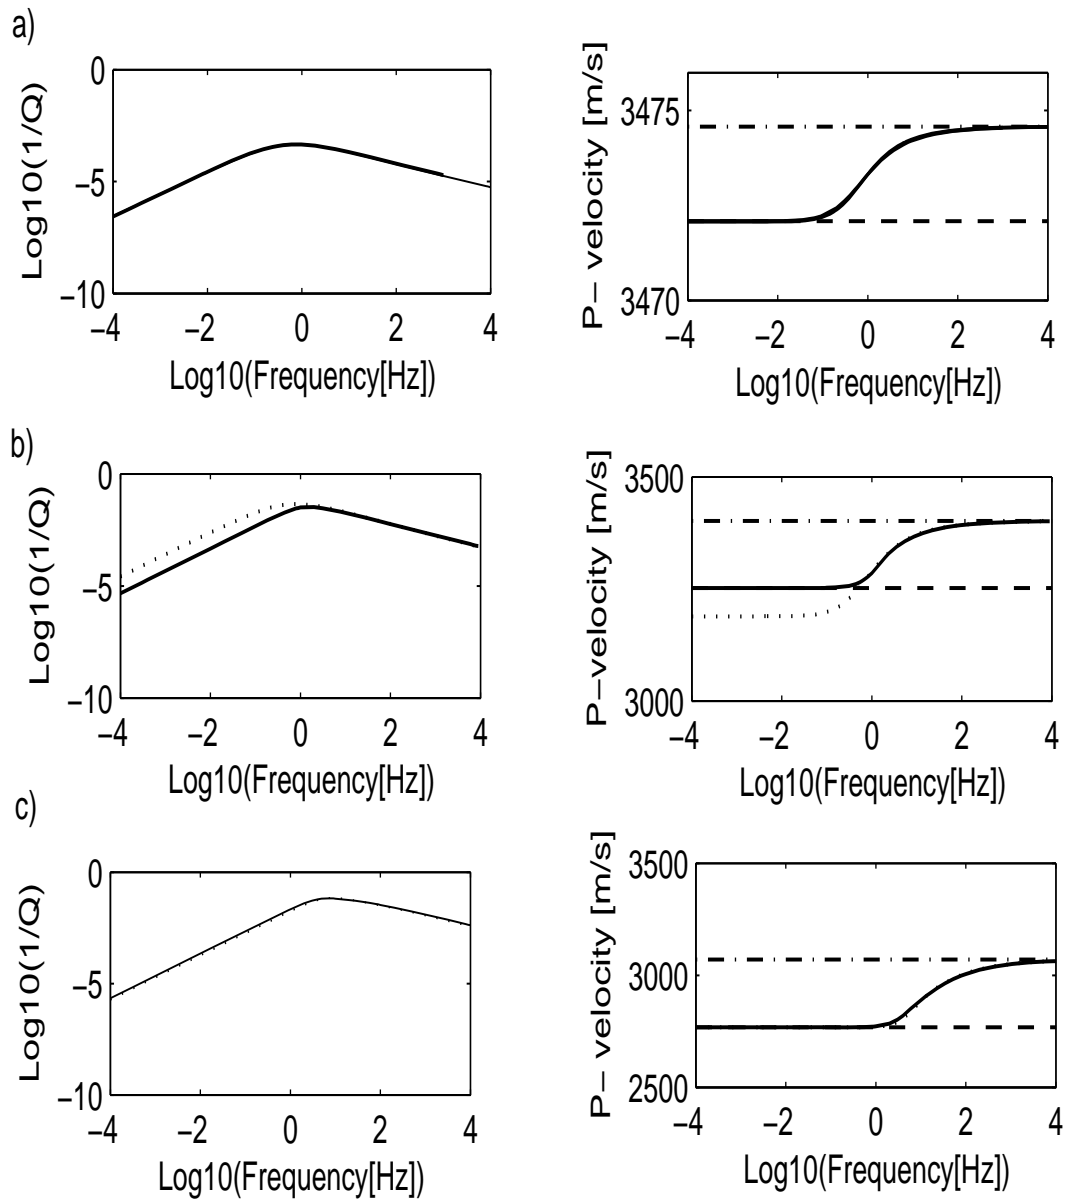 a)
Log10(1/Q)
0
−5
−10
−4 −2 0 2 4
Log10(Frequency[Hz])
P− velocity [m/s]
3475
3470
−4 −2 0 2 4
Log10(Frequency[Hz])
b)
Log10(1/Q)
0
−5
−10
−4 −2 0 2 4
Log10(Frequency[Hz])
P−velocity [m/s]
3500
3000
−4 −2 0 2 4
Log10(Frequency[Hz])
c)
Log10(1/Q)
0
−5
−10
−4 −2 0 2 4
Log10(Frequency[Hz])
P− velocity [m/s]
3500
3000
2500
−4 −2 0 2 4
Log10(Frequency[Hz])